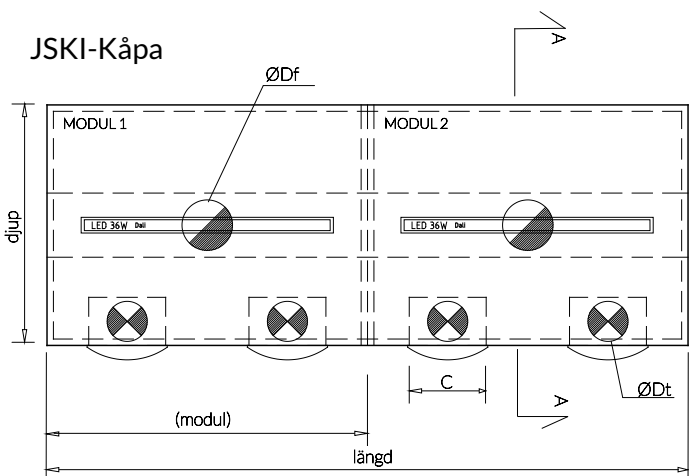 JSKI-Kåpa
A
ØDf
MODUL 1
MODUL 2
djup
LED 36W Dali
LED 36W Dali
C
A
ØDt
(modul)
längd